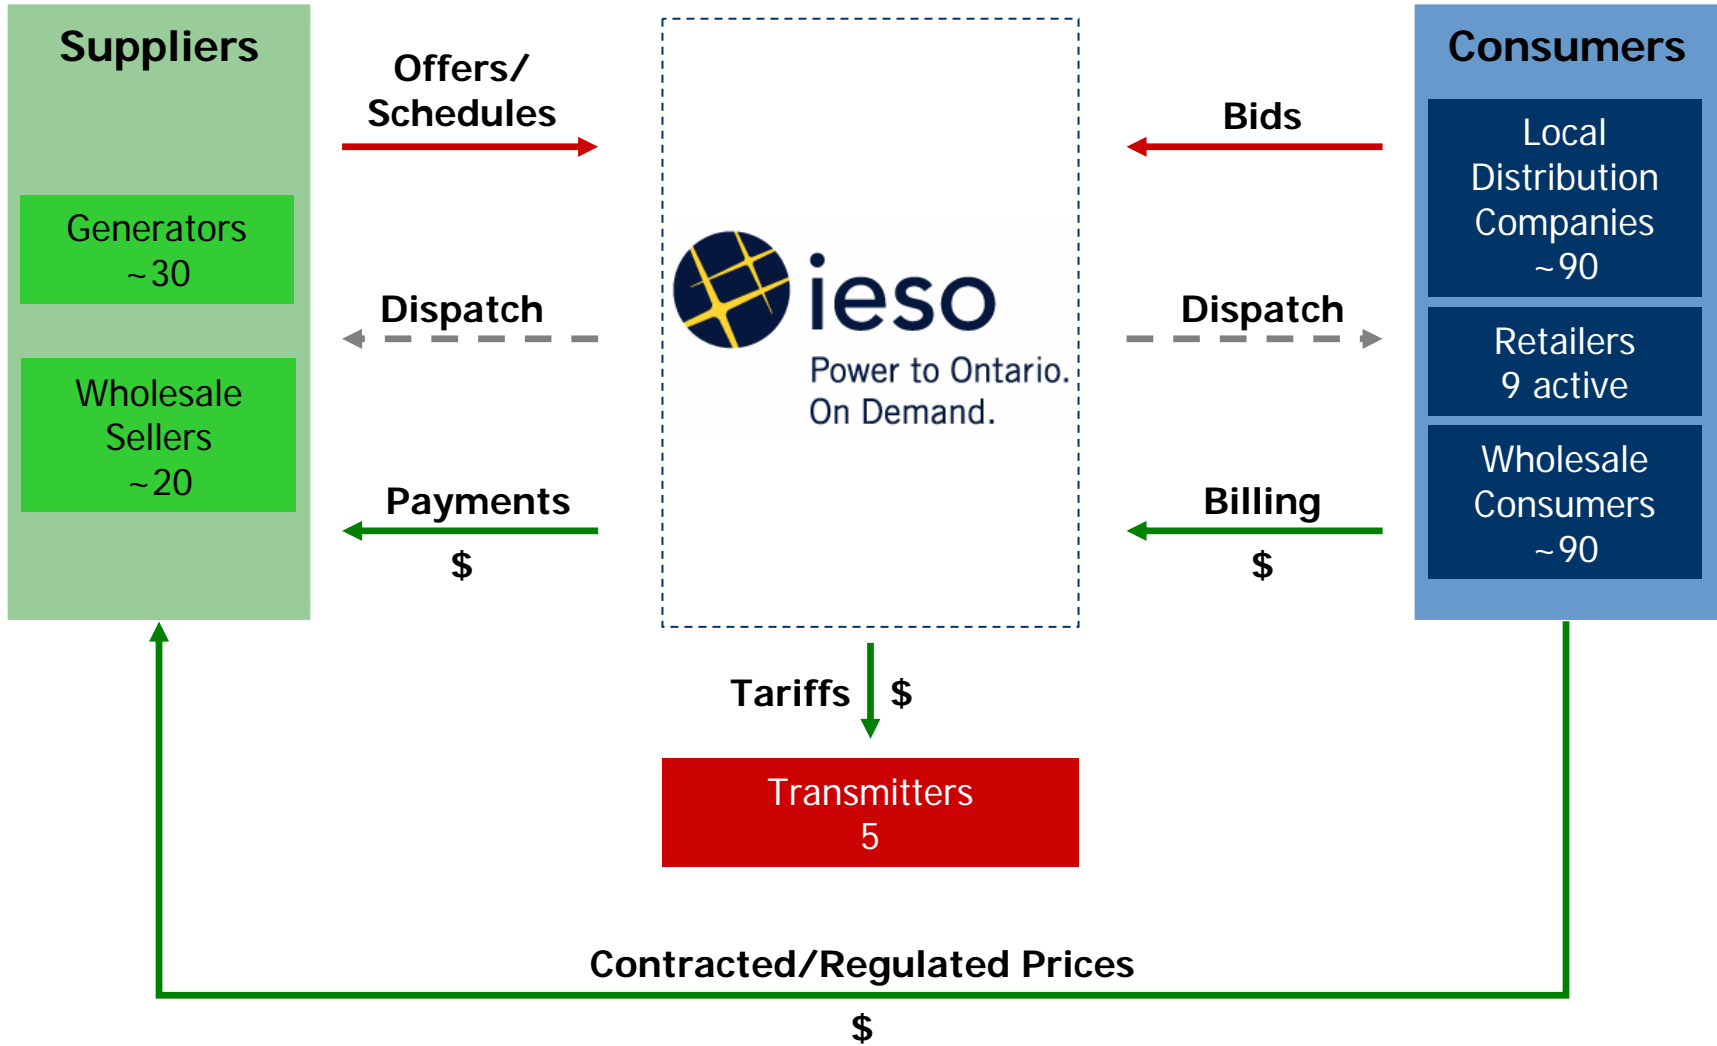 Suppliers
Generators
~30
Wholesale
Sellers
~20
Offers/
Schedules
Dispatch
Payments
$
ieso
Power to Ontario.
On Demand.
Bids
Dispatch
Billing
$
Consumers
Local
Distribution
Companies
~90
Retailers
9 active
Wholesale
Consumers
~90
Tariffs $
Transmitters
5
Contracted/Regulated Prices
$